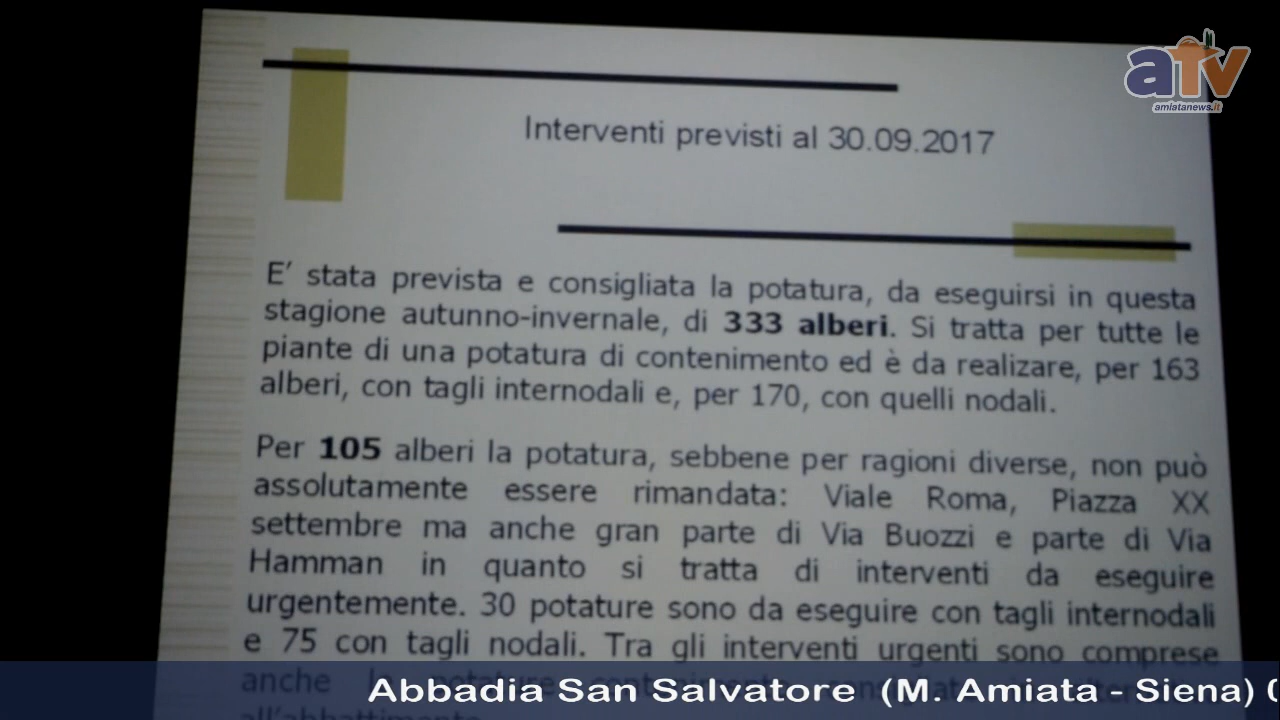 aTv
amiatanews.it
Interventi previsti al 30.09.2017
E' stata prevista e consigliata la potatura, da eseguirsi in questa
stagione autunno-invernale, di 333 alberi. Si tratta per tutte le
piante di una potatura di contenimento ed è da realizare, per 163
alberi, con tagli internodali e, per 170, con quelli nodali.
Per 105 alberi la potatura, sebbene per ragioni diverse, non può
assolutamente essere rimandata: Viale Roma, Piazza XX
settembre ma anche gran parte di Via Buozzi e parte di Via
Hamman in quanto si tratta di interventi da eseguire
urgentemente. 30 potature sono da eseguire con tagli internodali
e 75 con tagli nodali. Tra gli interventi urgenti sono comprese
anche
all'abbattimento
Abbadia San Salvatore (M. Amiata - Siena)